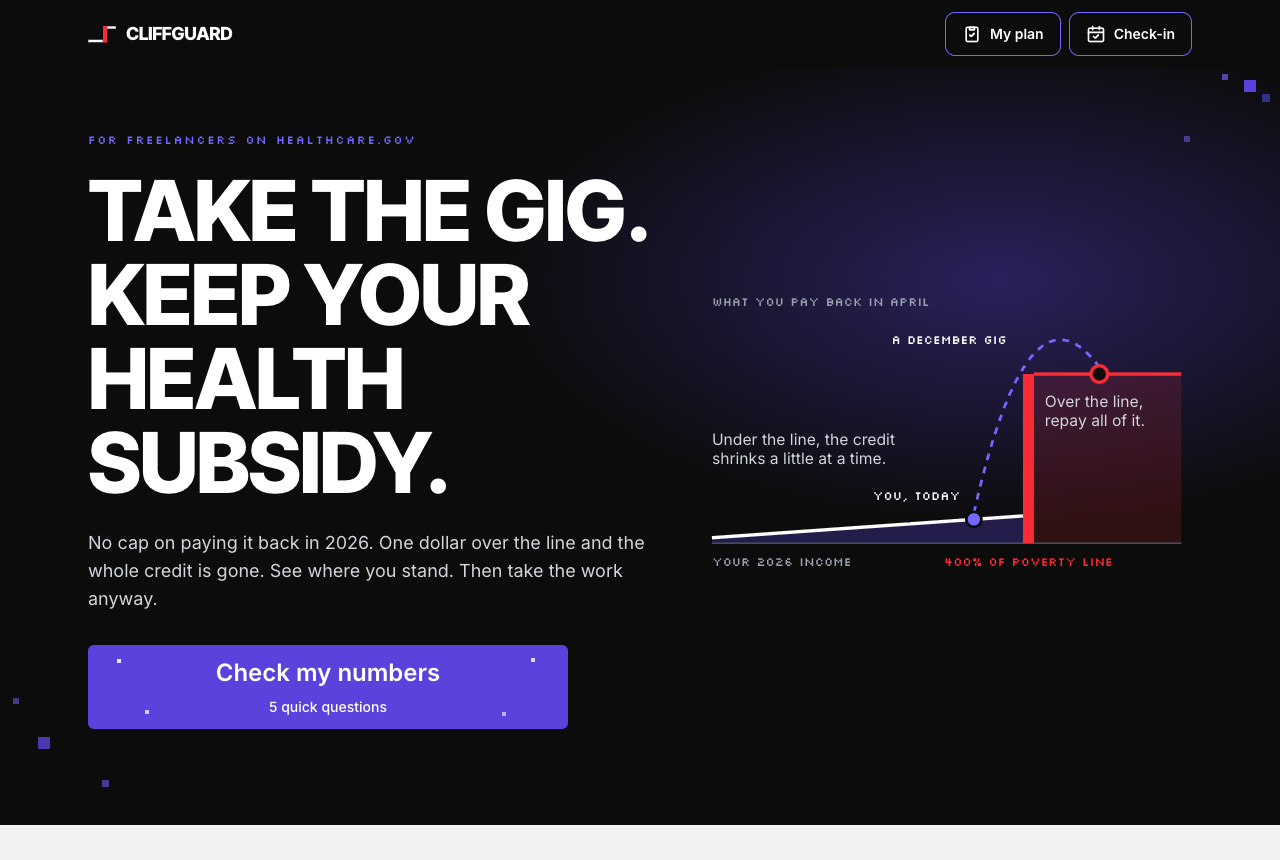 CLIFFGUARD
My plan
Check-in
FOR FREELANCERS ON HEALTHCARE.GOV
TAKE THE GIG.
KEEP YOUR
HEALTH
SUBSIDY.
No cap on paying it back in 2026. One dollar over the line and the
whole credit is gone. See where you stand. Then take the work
anyway.
Check my numbers
5 quick questions
WHAT YOU PAY BACK IN APRIL
A DECEMBER GIG
Over the line,
repay all of it.
Under the line, the credit
shrinks a little at a time.
YOU, TODAY
YOUR 2026 INCOME
400% OF POVERTY LINE